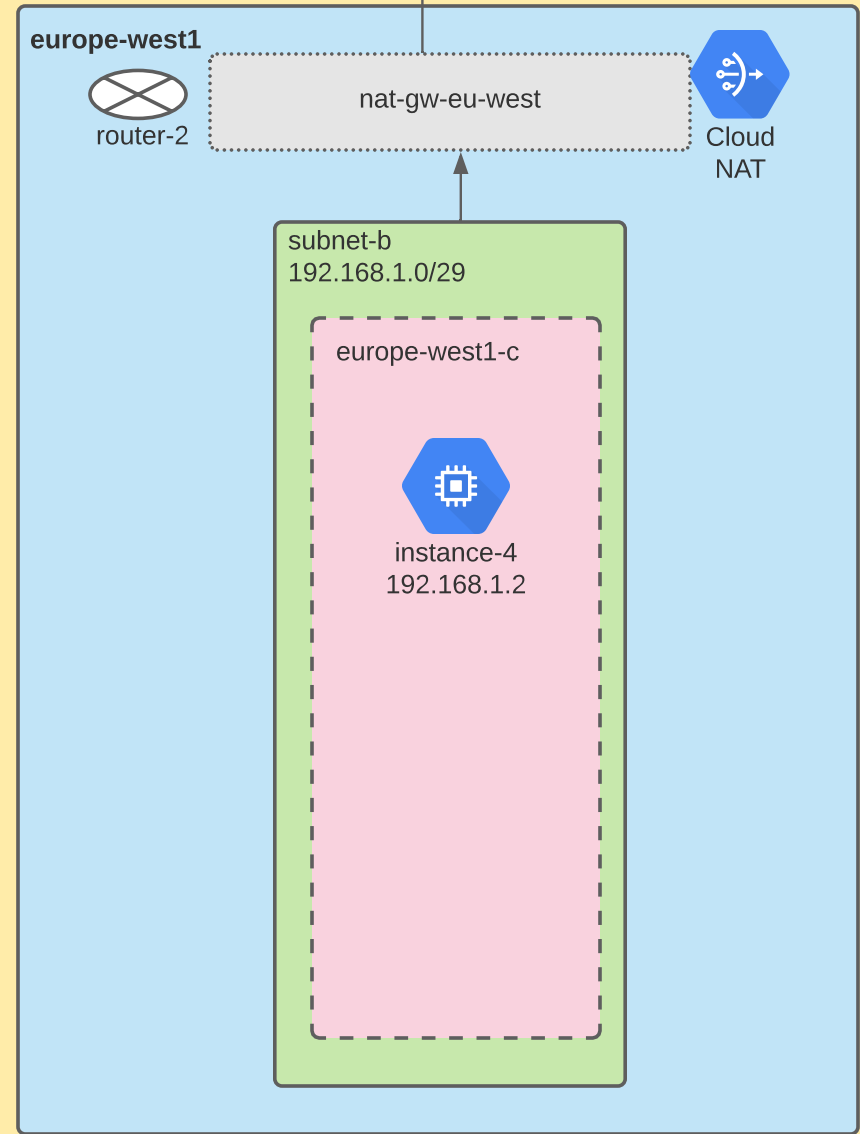 europe-west1
router-2
nat-gw-eu-west
Cloud
NAT
subnet-b
192.168.1.0/29
europe-west1-c
instance-4
192.168.1.2